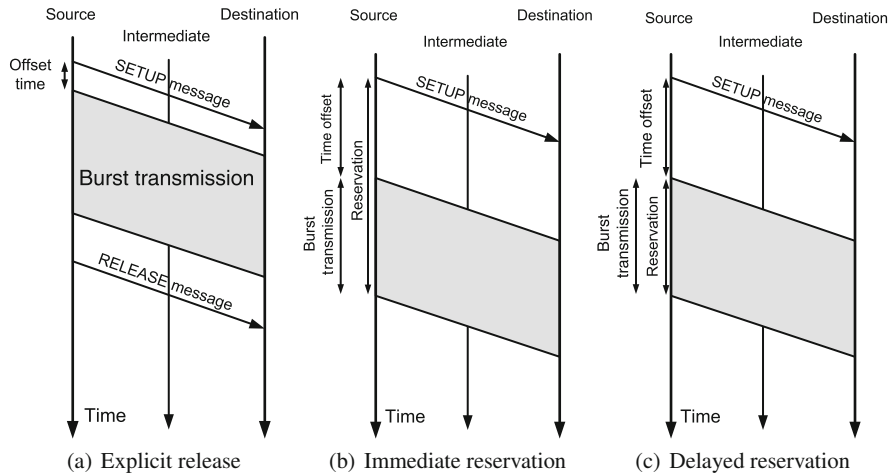 Source
Destination
Intermediate
Offset
time
SETUP message
Burst transmission
RELEASE message
Time
(a) Explicit release
Source
Destination
Intermediate
SETUP message
Time offset
Reservation
Burst
transmission
Time
(b) Immediate reservation
Source
Destination
Intermediate
SETUP message
Time offset
Burst
transmission
Reservation
Time
(c) Delayed reservation